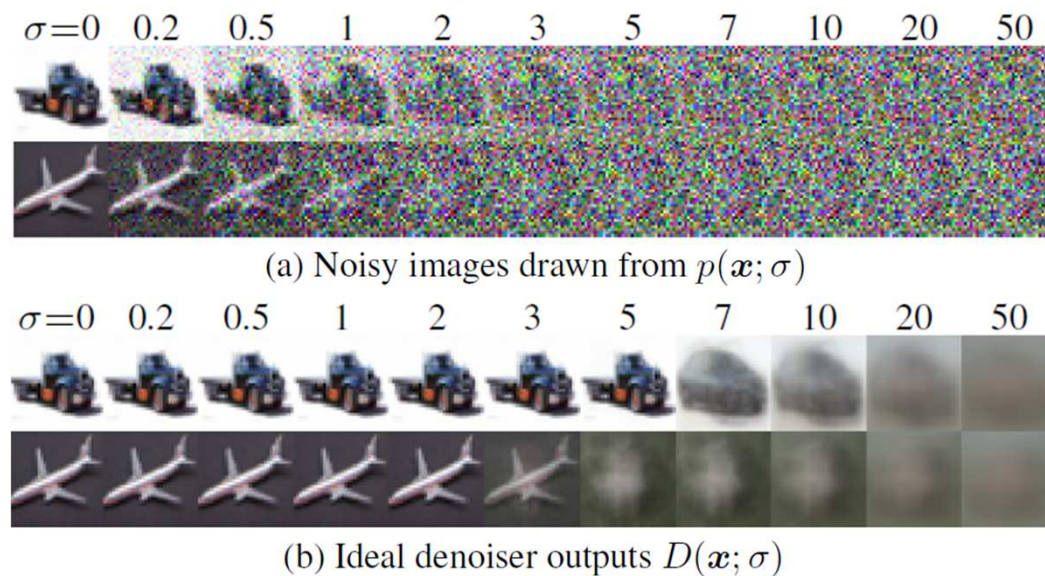 σ=0 0.2 0.5 1 2 3 5 7 10 20 50
(a) Noisy images drawn from p(x; σ)
σ=0 0.2 0.5 1 2 3 5 7 10 20 50
(b) Ideal denoiser outputs D(x; σ)